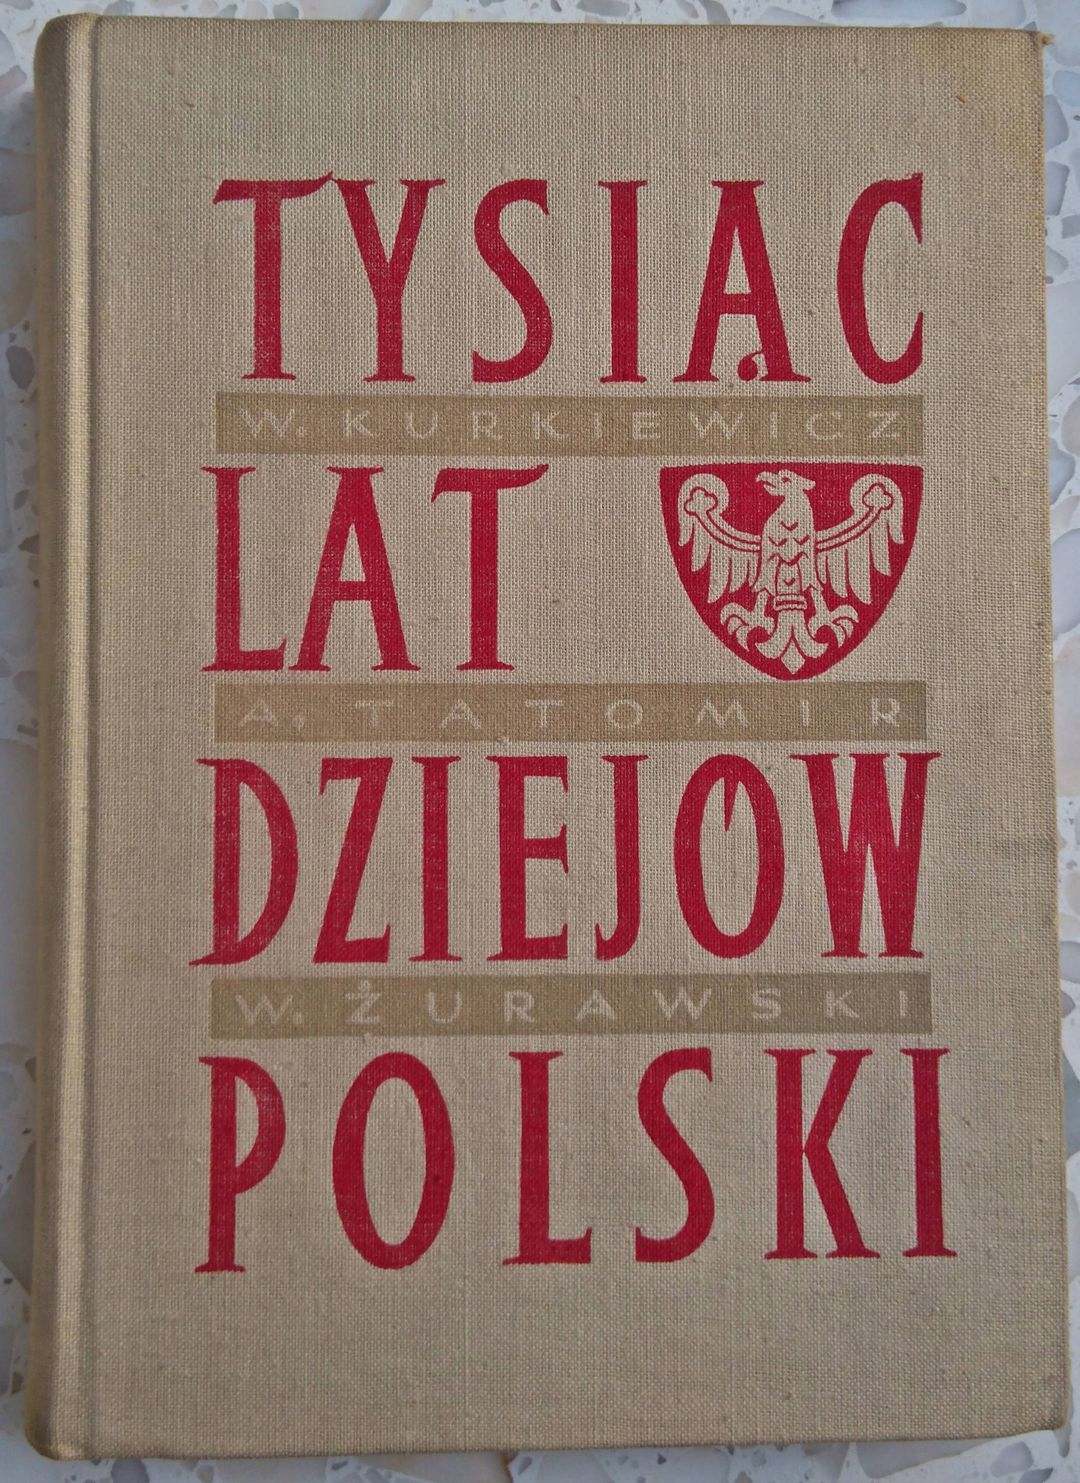 TYSIĄC
W. KURKIEWICZ
LAT
A. TATOMIR
DZIEJÓW
W. ŻURAWSKI
POLSKI